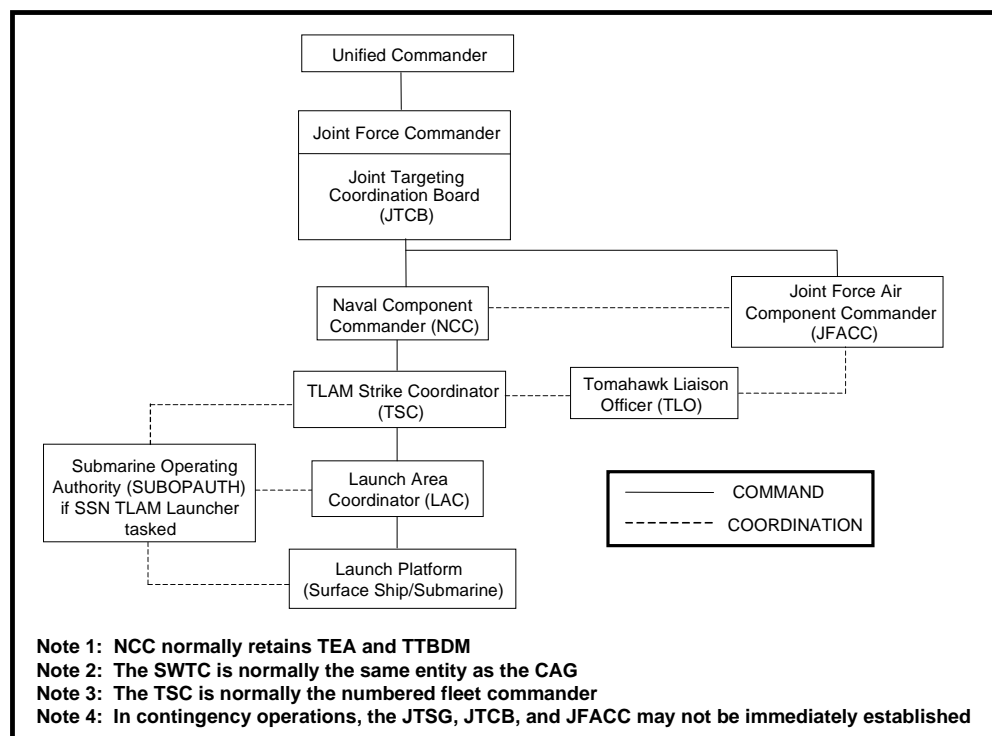 Unified Commander
Joint Force Commander
Joint Targeting
Coordination Board
(JTCB)
Naval Component
Commander (NCC)
Joint Force Air
Component Commander
(JFACC)
TLAM Strike Coordinator
(TSC)
Tomahawk Liaison
Officer (TLO)
Submarine Operating
Authority (SUBOPAUTH)
if SSN TLAM Launcher
tasked
Launch Area
Coordinator (LAC)
COMMAND
COORDINATION
Launch Platform
(Surface Ship/Submarine)
Note 1: NCC normally retains TEA and TTBDM
Note 2: The SWTC is normally the same entity as the CAG
Note 3: The TSC is normally the numbered fleet commander
Note 4: In contingency operations, the JTSG, JTCB, and JFACC may not be immediately established